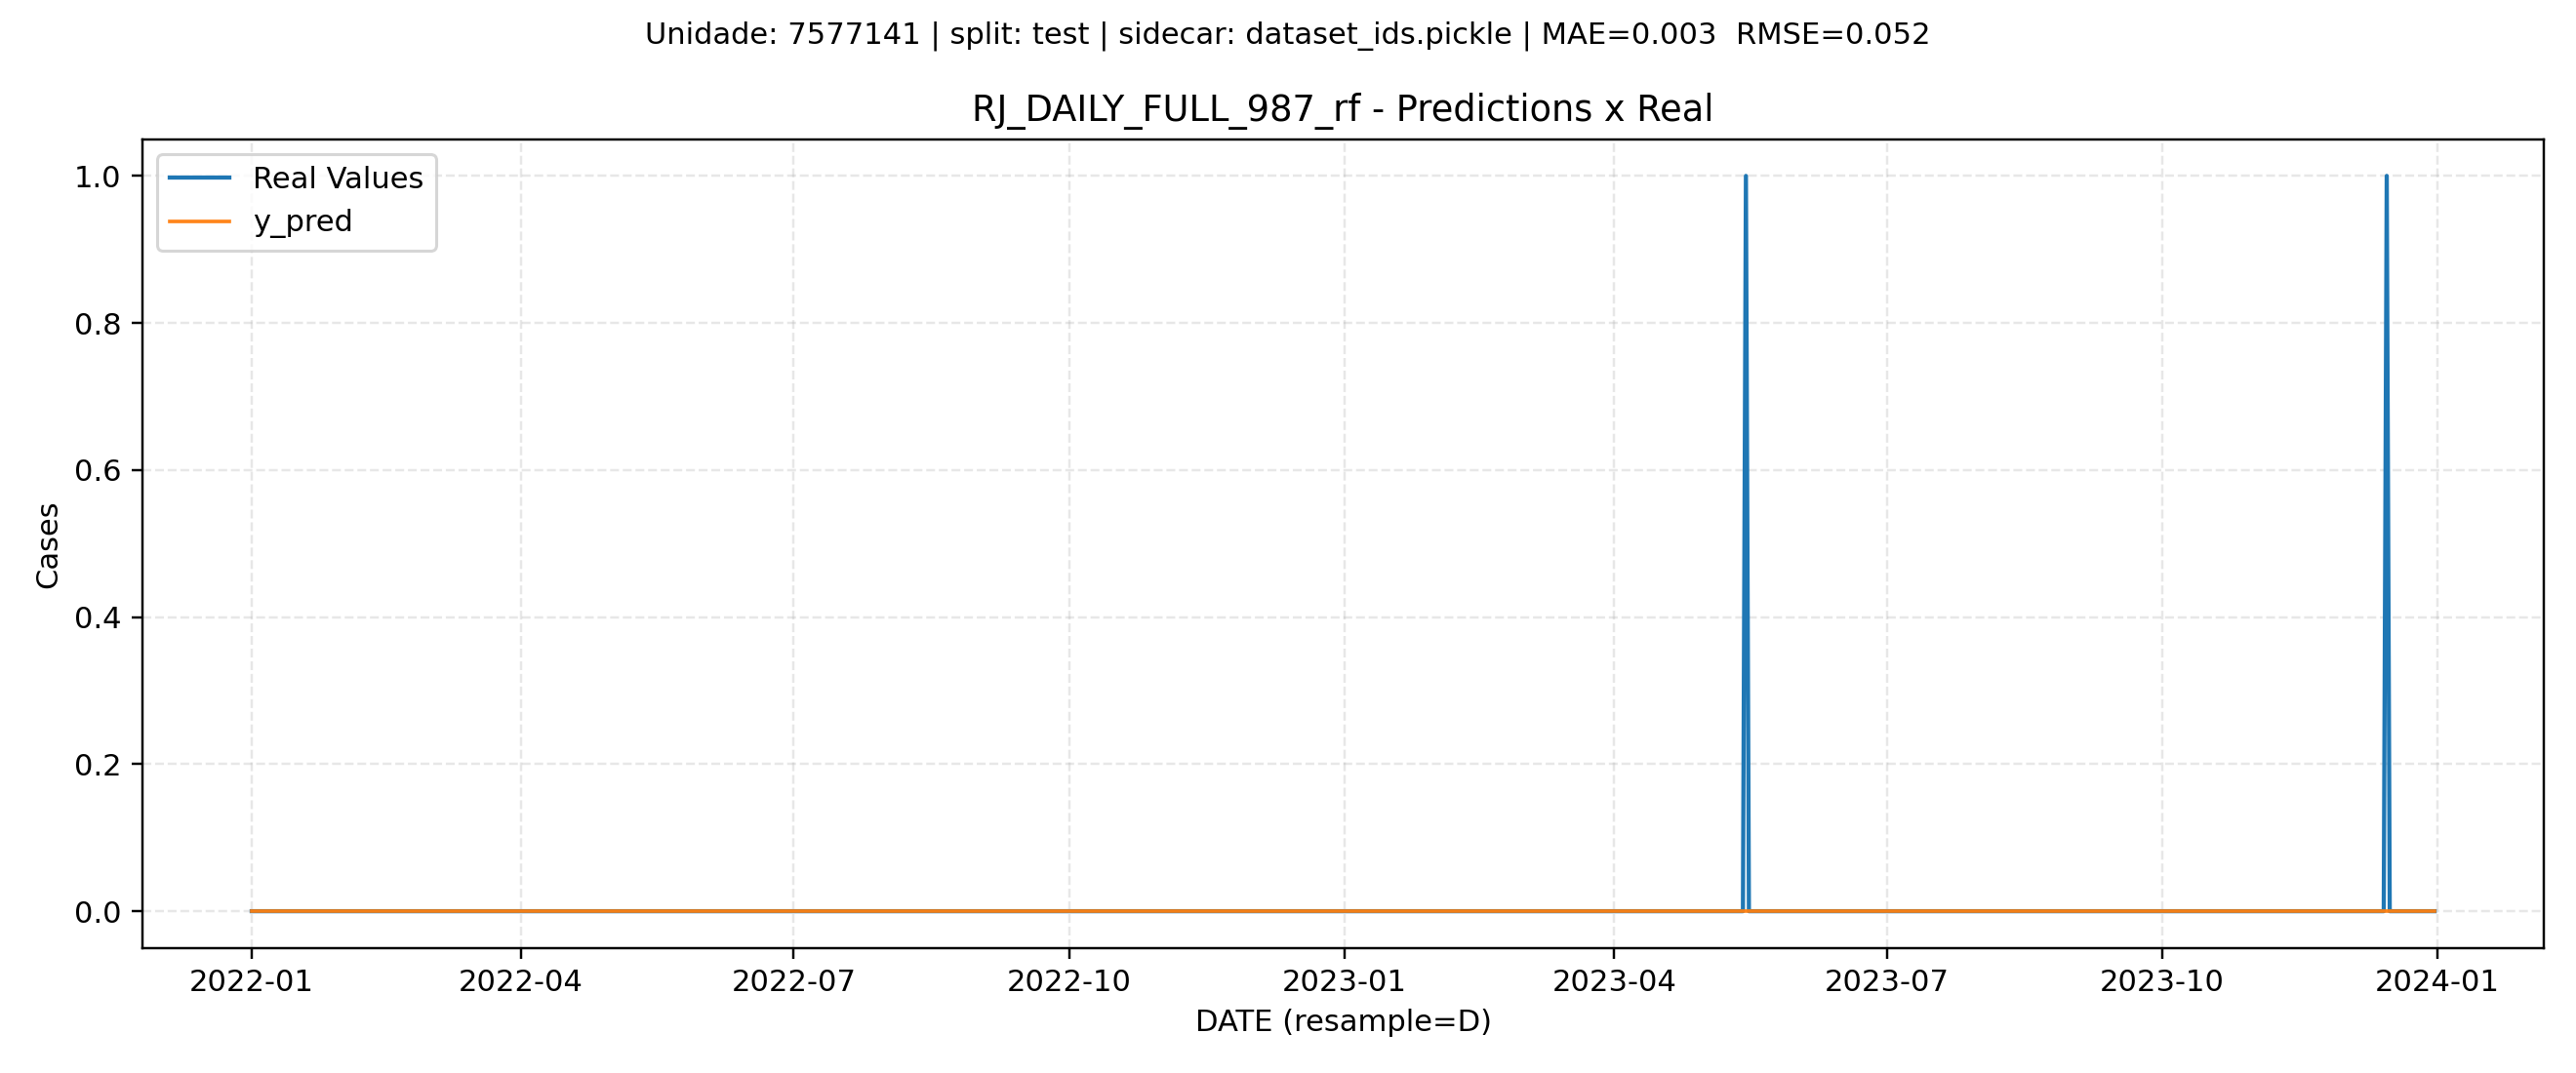 Unidade: 7577141 | split: test | sidecar: dataset_ids.pickle | MAE=0.003  RMSE=0.052
RJ_DAILY_FULL_987_rf - Predictions x Real
Real Values
y_pred
1.0
0.8
0.6
0.4
0.2
0.0
Cases
2022-01
2022-04
2022-07
2022-10
2023-01
2023-04
2023-07
2023-10
2024-01
DATE (resample=D)